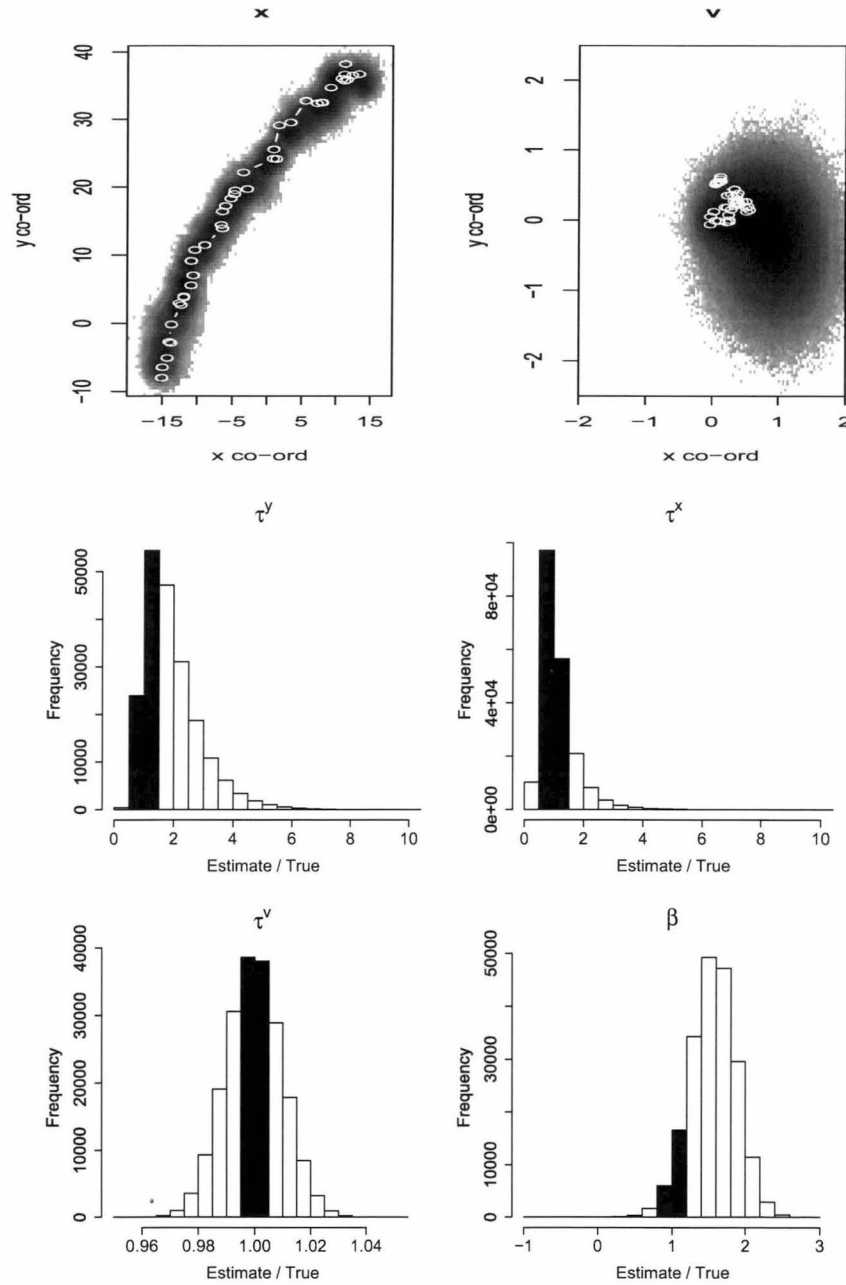 x
40
30
20
10
0
-10
y co-ord
-15
-5
5
15
x co-ord
v
2
1
0
-1
-2
y co-ord
-2
-1
0
1
2
x co-ord
τ^y
50000
30000
10000
0
Frequency
0
2
4
6
8
10
Estimate / True
τ^x
8e+04
4e+04
0e+00
Frequency
0
2
4
6
8
10
Estimate / True
τ^v
40000
30000
20000
10000
0
Frequency
0.96
0.98
1.00
1.02
1.04
Estimate / True
β
50000
30000
10000
0
Frequency
-1
0
1
2
3
Estimate / True